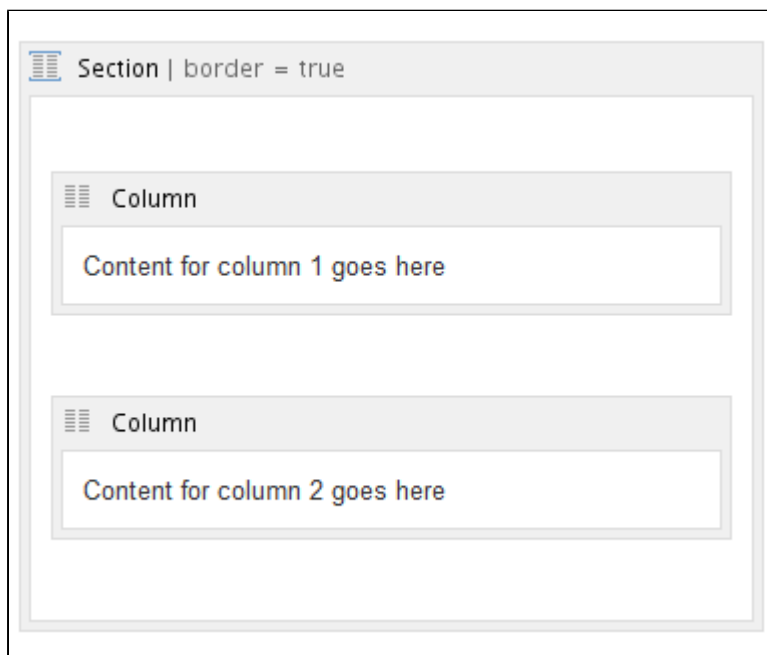 Section | border = true
Column
Content for column 1 goes here
Column
Content for column 2 goes here